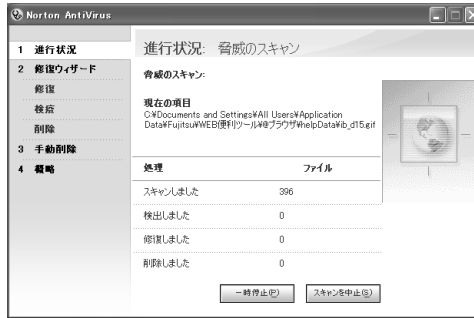 Norton AntiVirus
1 進行状況
2 修復ウィザード
修復
検疫
削除
3 手動削除
4 概略
進行状況: 脅威のスキャン
脅威のスキャン:
現在の項目
C:¥Documents and Settings¥All Users¥Application
Data¥Fujitsu¥WEB便利ツール¥@ブラウザ¥helpData¥ib_d15.gif
処理 ファイル
スキャンしました 396
検出しました 0
修復しました 0
削除しました 0
一時停止(P) スキャンを中止(S)